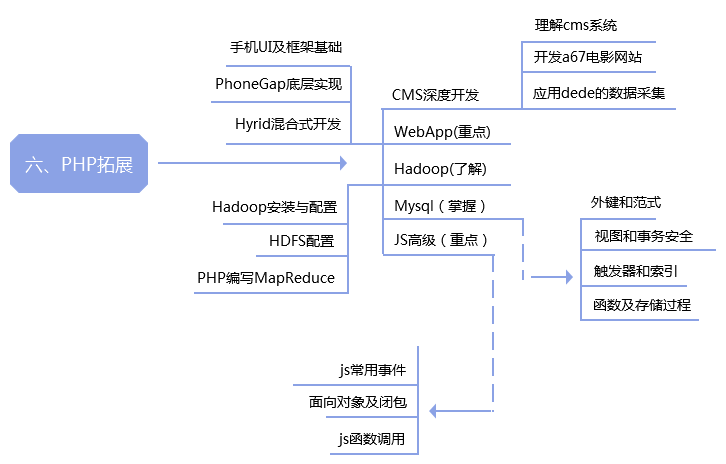 六、PHP拓展
手机UI及框架基础
PhoneGap底层实现
Hyrid混合式开发
CMS深度开发
WebApp(重点)
Hadoop(了解)
Mysql（掌握）
JS高级（重点）
理解cms系统
开发a67电影网站
应用dede的数据采集
Hadoop安装与配置
HDFS配置
PHP编写MapReduce
外键和范式
视图和事务安全
触发器和索引
函数及存储过程
js常用事件
面向对象及闭包
js函数调用